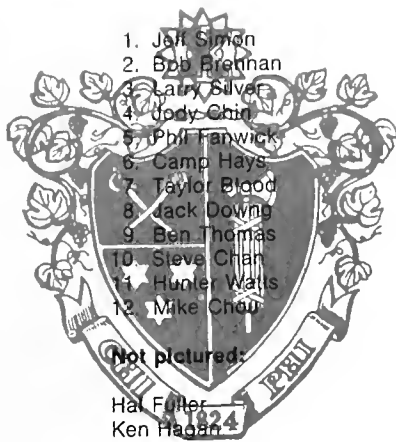 1. Jeff Simon
2. Bob Brennan
3. Larry Silver
4. Jody Chin
5. Phil Fanwick
6. Camp Hays
7. Taylor Blood
8. Jack Downg
9. Ben Thomas
10. Steve Chan
11. Hunter Watts
12. Mike Chou
Not pictured:
CHI PHI
Hal Fuller
1824
Ken Hagan